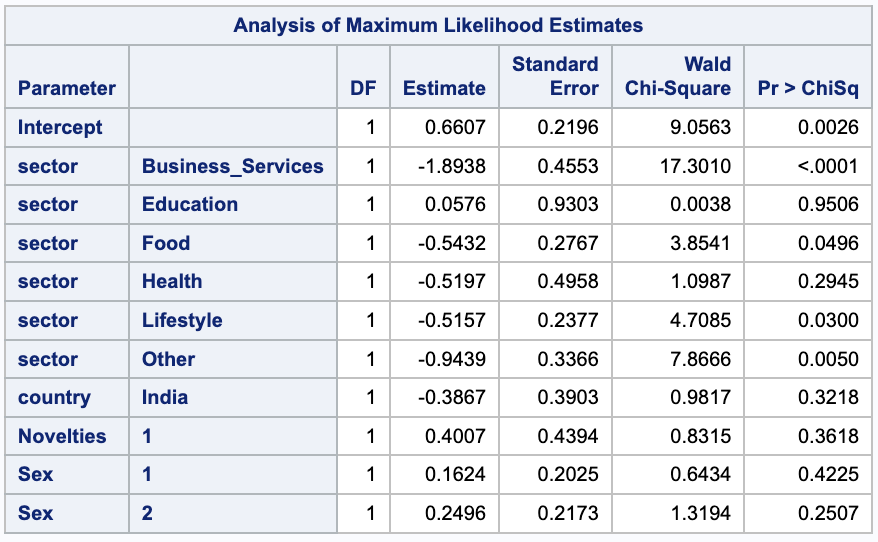 Analysis of Maximum Likelihood Estimates
Parameter DF Estimate Standard Error Wald Chi-Square Pr > ChiSq
Intercept 1 0.6607 0.2196 9.0563 0.0026
sector Business_Services 1 -1.8938 0.4553 17.3010 <.0001
sector Education 1 0.0576 0.9303 0.0038 0.9506
sector Food 1 -0.5432 0.2767 3.8541 0.0496
sector Health 1 -0.5197 0.4958 1.0987 0.2945
sector Lifestyle 1 -0.5157 0.2377 4.7085 0.0300
sector Other 1 -0.9439 0.3366 7.8666 0.0050
country India 1 -0.3867 0.3903 0.9817 0.3218
Novelties 1 1 0.4007 0.4394 0.8315 0.3618
Sex 1 1 0.1624 0.2025 0.6434 0.4225
Sex 2 1 0.2496 0.2173 1.3194 0.2507